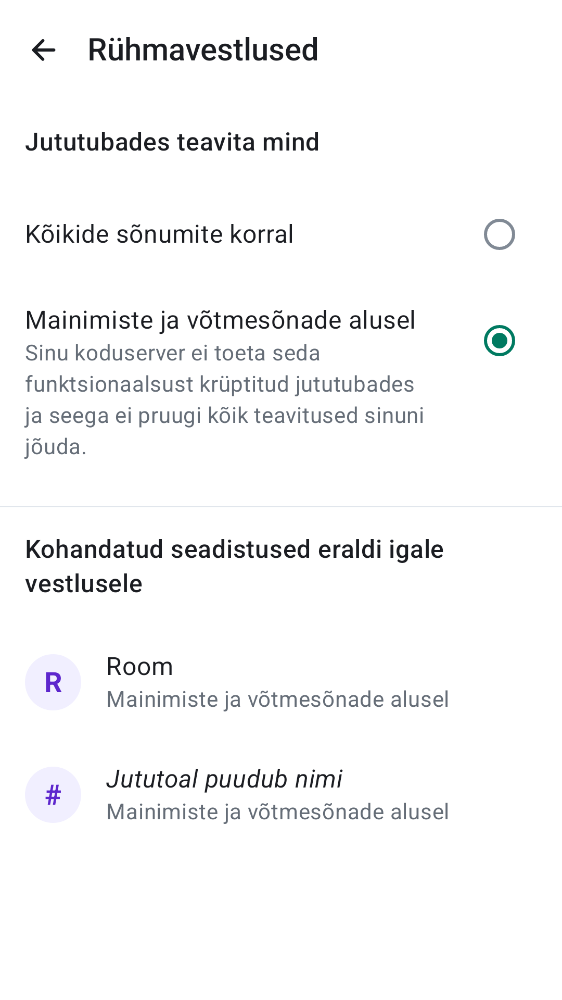 Rühmavestlused
Jututubades teavita mind
Kõikide sõnumite korral
Mainimiste ja võtmesõnade alusel
Sinu koduserver ei toeta seda
funktsionaalsust krüptitud jututubades
ja seega ei pruugi kõik teavitused sinuni
jõuda.
Kohandatud seadistused eraldi igale
vestlusele
R
Room
Mainimiste ja võtmesõnade alusel
#
Jututoal puudub nimi
Mainimiste ja võtmesõnade alusel